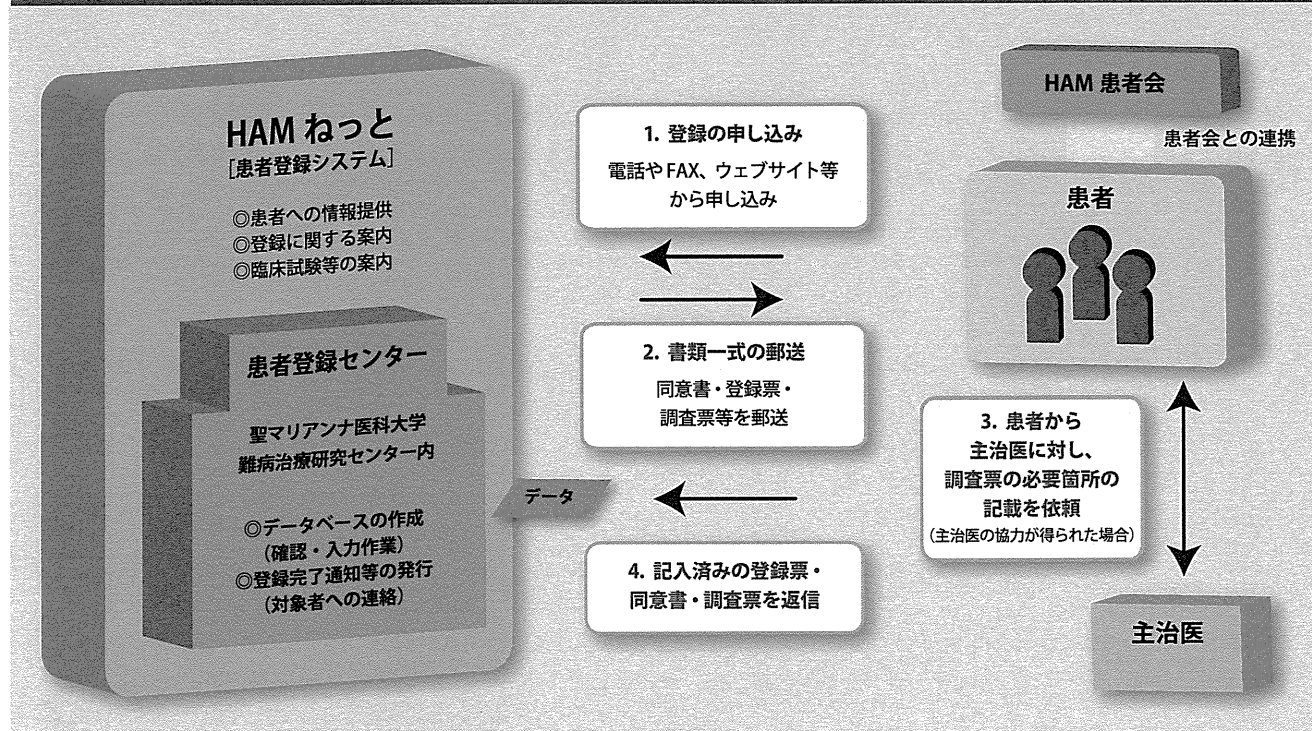 HAM ねっと
[患者登録システム]
◎患者への情報提供
◎登録に関する案内
◎臨床試験等の案内
患者登録センター
聖マリアンナ医科大学
難病治療研究センター内
◎データベースの作成
(確認・入力作業)
◎登録完了通知等の発行
(対象者への連絡)
1. 登録の申し込み
電話や FAX、ウェブサイト等
から申し込み
2. 書類一式の郵送
同意書・登録票・
調査票等を郵送
データ
4. 記入済みの登録票・
同意書・調査票を返信
HAM 患者会
患者会との連携
患者
3. 患者から
主治医に対し、
調査票の必要箇所の
記載を依頼
(主治医の協力が得られた場合)
主治医